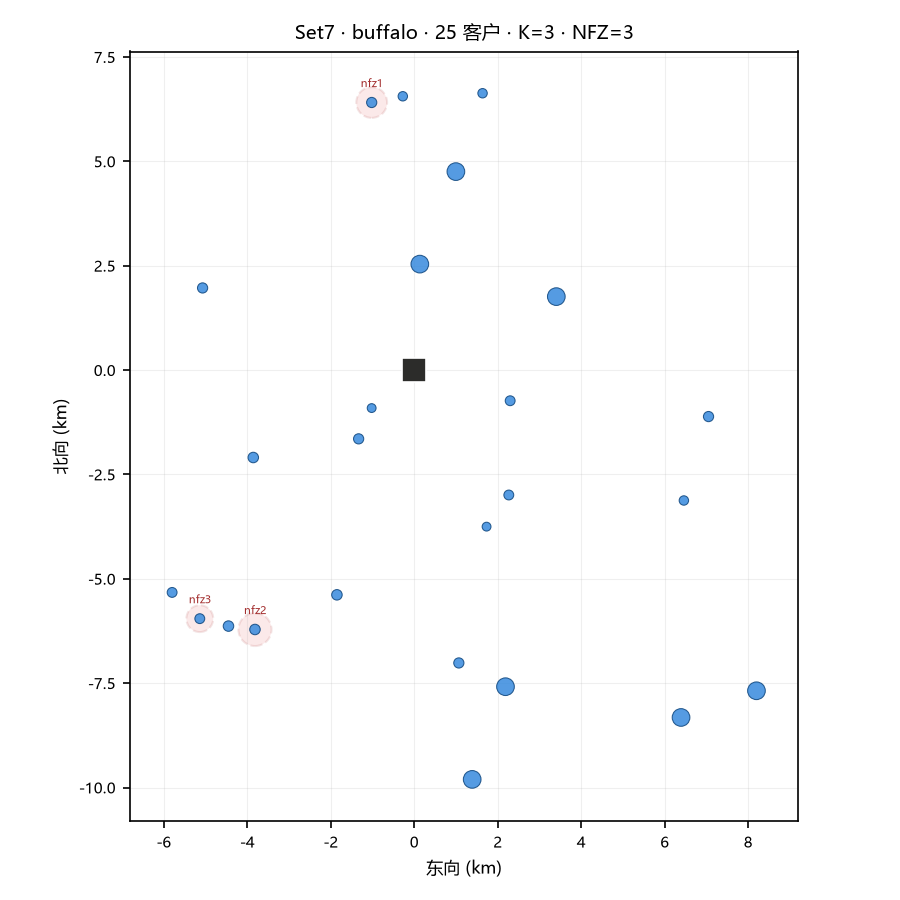 Set7 · buffalo · 25 客户 · K=3 · NFZ=3
7.5
5.0
2.5
0.0
-2.5
-5.0
-7.5
-10.0
北向 (km)
nfz1
nfz3
nfz2
-6 -4 -2 0 2 4 6 8
东向 (km)